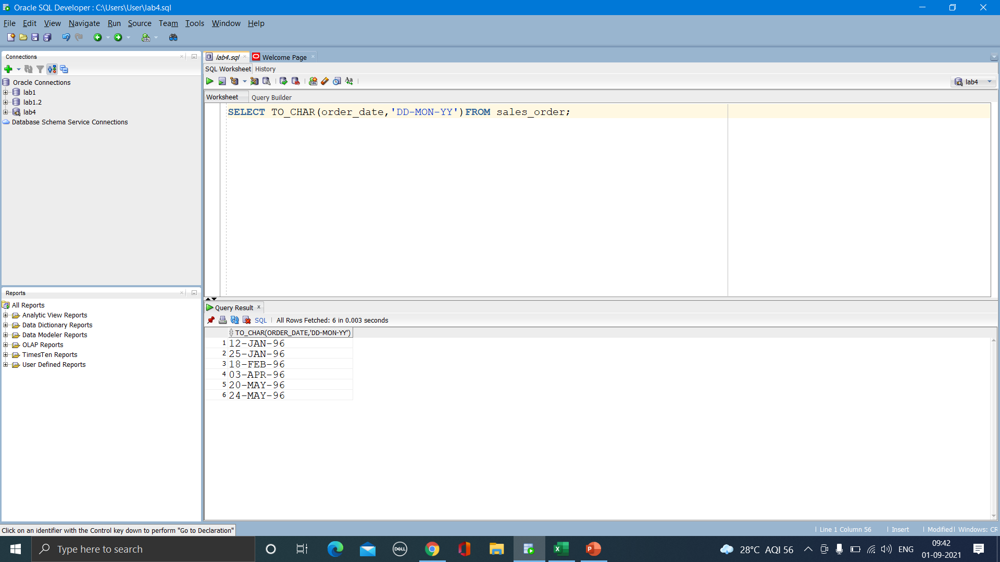 Oracle SQL Developer : C:\Users\User\lab4.sql
File Edit View Navigate Run Source Team Tools Window Help
Connections
Oracle Connections
lab1
lab1.2
lab4
Database Schema Service Connections
Reports
All Reports
Analytic View Reports
Data Dictionary Reports
Data Modeler Reports
OLAP Reports
TimesTen Reports
User Defined Reports
lab4.sql Welcome Page
SQL Worksheet History
lab4
Worksheet Query Builder
SELECT TO_CHAR(order_date,'DD-MON-YY')FROM sales_order;
Query Result
SQL All Rows Fetched: 6 in 0.003 seconds
TO_CHAR(ORDER_DATE,'DD-MON-YY')
1 12-JAN-96
2 25-JAN-96
3 18-FEB-96
4 03-APR-96
5 20-MAY-96
6 24-MAY-96
Click on an identifier with the Control key down to perform "Go to Declaration"
Line 1 Column 56 Insert Modified Windows: CR
Type here to search
DELL
28°C AQI 56
ENG
09:42
01-09-2021